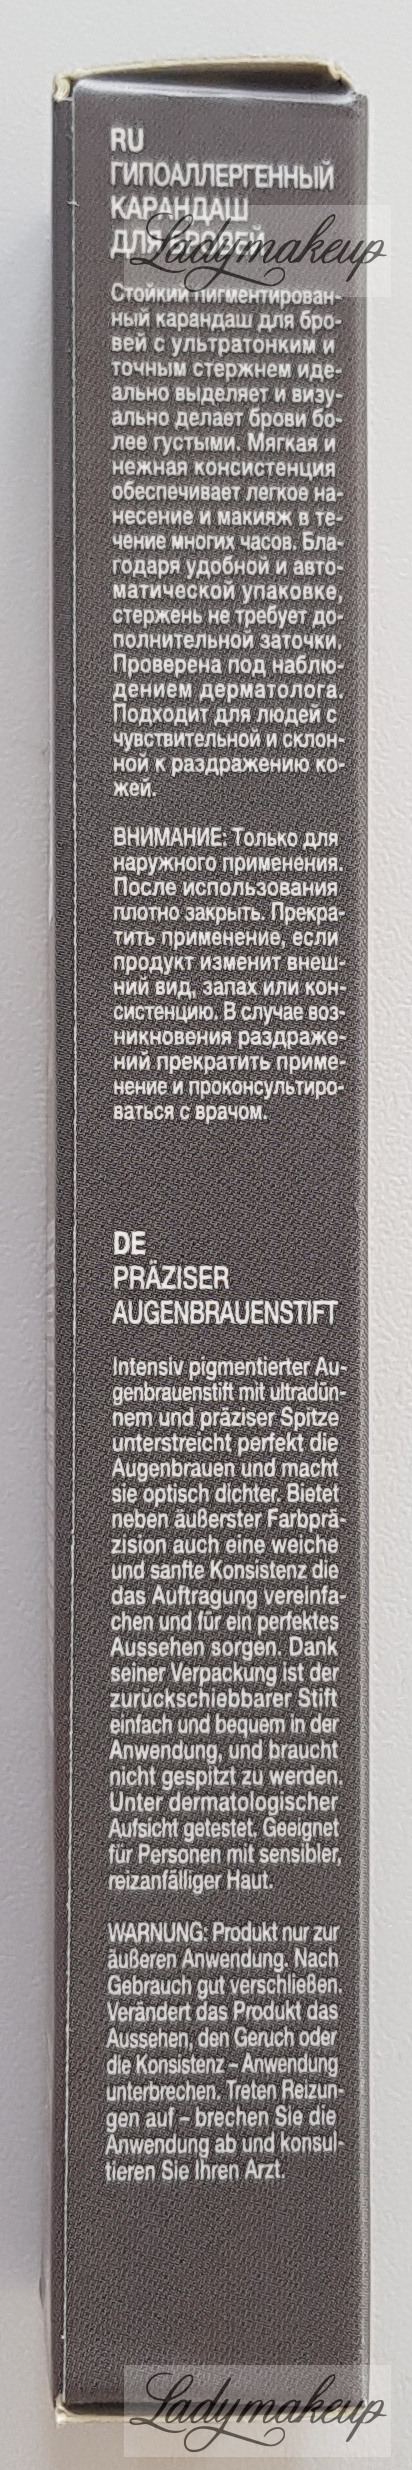 RU
ГИПОАЛЛЕРГЕННЫЙ
КАРАНДАШ
ДЛЯ БРОВЕЙ
Ladymakeup
Стойкий пигментирован-
ный карандаш для бро-
вей с ультратонким и
точным стержнем иде-
ально выделяет и визу-
ально делает брови бо-
лее густыми. Мягкая и
нежная консистенция
обеспечивает легкое на-
несение и макияж в те-
чение многих часов. Бла-
годаря удобной и авто-
матической упаковке,
стержень не требует до-
полнительной заточки.
Проверена под наблю-
дением дерматолога.
Подходит для людей с
чувствительной и склон-
ной к раздражению ко-
жей.
ВНИМАНИЕ: Только для
наружного применения.
После использования
плотно закрыть. Прекра-
тить применение, если
продукт изменит внеш-
ний вид, запах или кон-
систенцию. В случае воз-
никновения раздраже-
ний прекратить приме-
нение и проконсультиро-
ваться с врачом.
DE
PRÄZISER
AUGENBRAUENSTIFT
Intensiv pigmentierter Au-
genbrauenstift mit ultradün-
nem und präziser Spitze
unterstreicht perfekt die
Augenbrauen und macht
sie optisch dichter. Bietet
neben äußerster Farbprä-
zision auch eine weiche
und sanfte Konsistenz die
das Auftragung vereinfa-
chen und für ein perfektes
Aussehen sorgen. Dank
seiner Verpackung ist der
zurückschiebbarer Stift
einfach und bequem in der
Anwendung, und braucht
nicht gespitzt zu werden.
Unter dermatologischer
Aufsicht getestet. Geeignet
für Personen mit sensibler,
reizanfälliger Haut.
WARNUNG: Produkt nur zur
äußeren Anwendung. Nach
Gebrauch gut verschließen.
Verändert das Produkt das
Aussehen, den Geruch oder
die Konsistenz – Anwendung
unterbrechen. Treten Reizun-
gen auf – brechen Sie die
Anwendung ab und konsul-
tieren Sie Ihren Arzt.
Ladymakeup